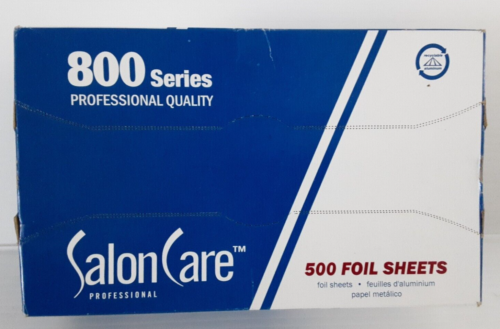 800 Series
PROFESSIONAL QUALITY
SalonCare™
PROFESSIONAL
500 FOIL SHEETS
foil sheets • feuilles d'aluminium
papel metálico